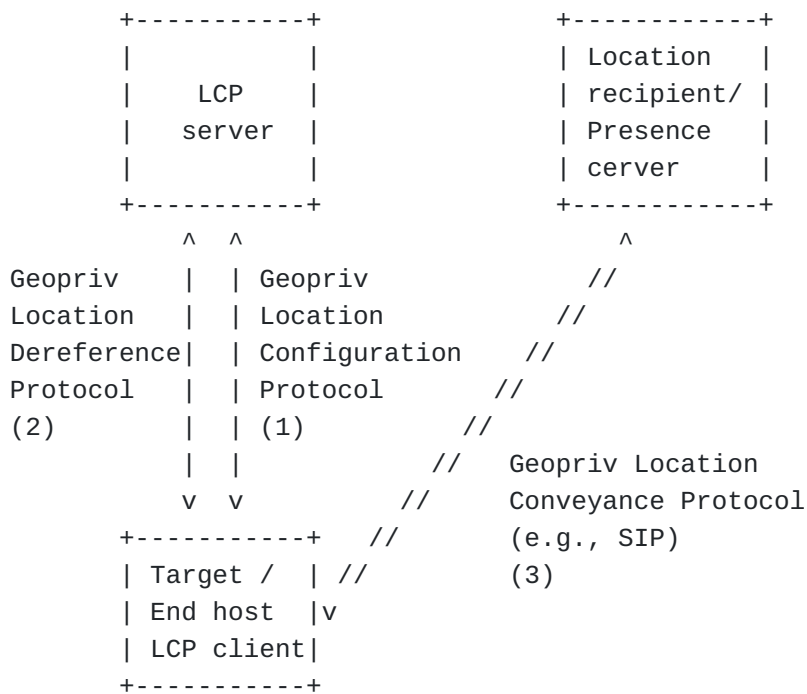 LCP
server
Location
recipient/
Presence
cerver
Geopriv
Location
Dereference
Protocol
(2)
Geopriv
Location
Configuration
Protocol
(1)
Geopriv Location
Conveyance Protocol
(e.g., SIP)
(3)
Target /
End host
LCP client